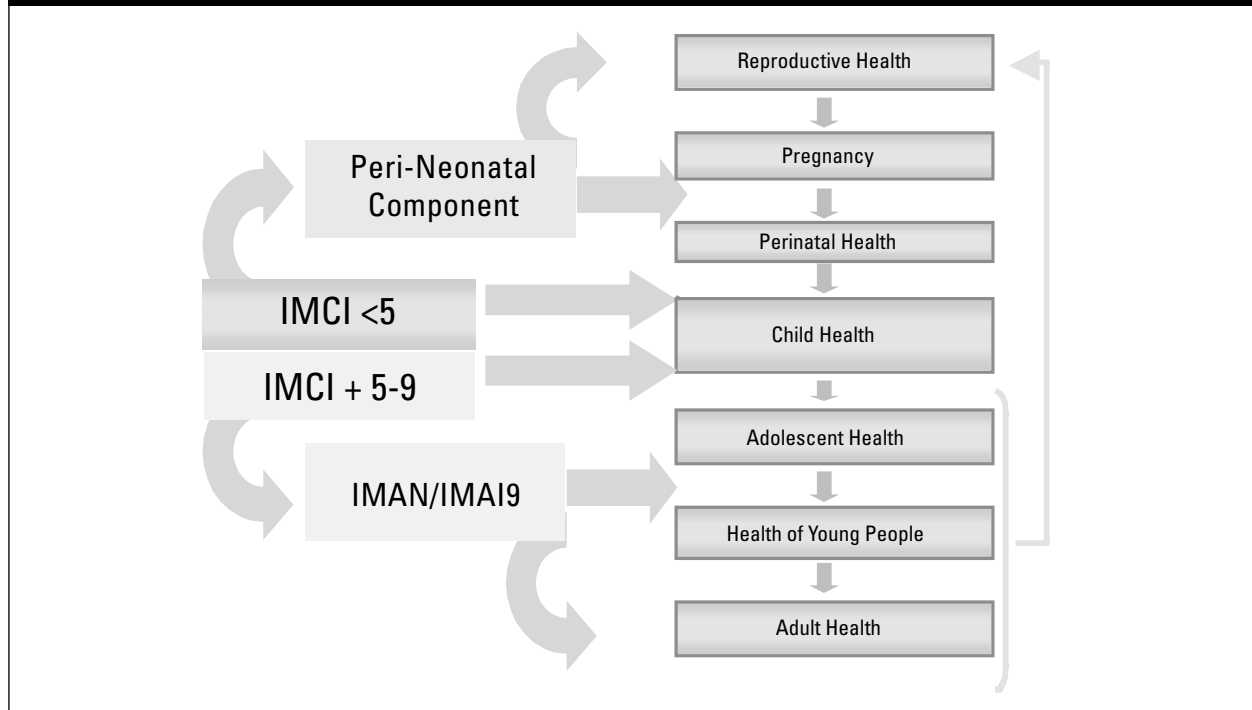 Reproductive Health
Pregnancy
Perinatal Health
Child Health
Adolescent Health
Health of Young People
Adult Health
Peri-Neonatal
Component
IMCI <5
IMCI + 5-9
IMAN/IMAI9